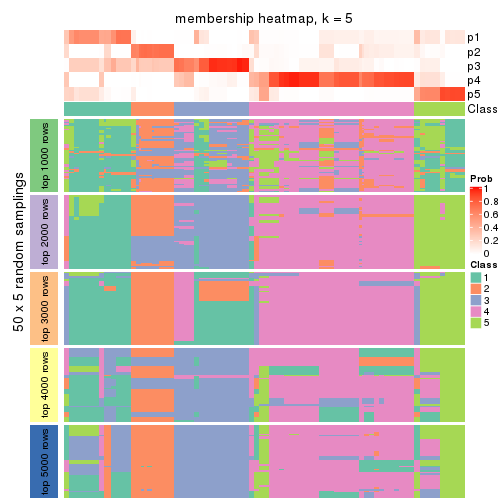 membership heatmap, k = 5
p1
p2
p3
p4
p5
Class
50 x 5 random samplings
top 1000 rows
top 2000 rows
top 3000 rows
top 4000 rows
top 5000 rows
Prob
1
0.8
0.6
0.4
0.2
0
Class
1
2
3
4
5